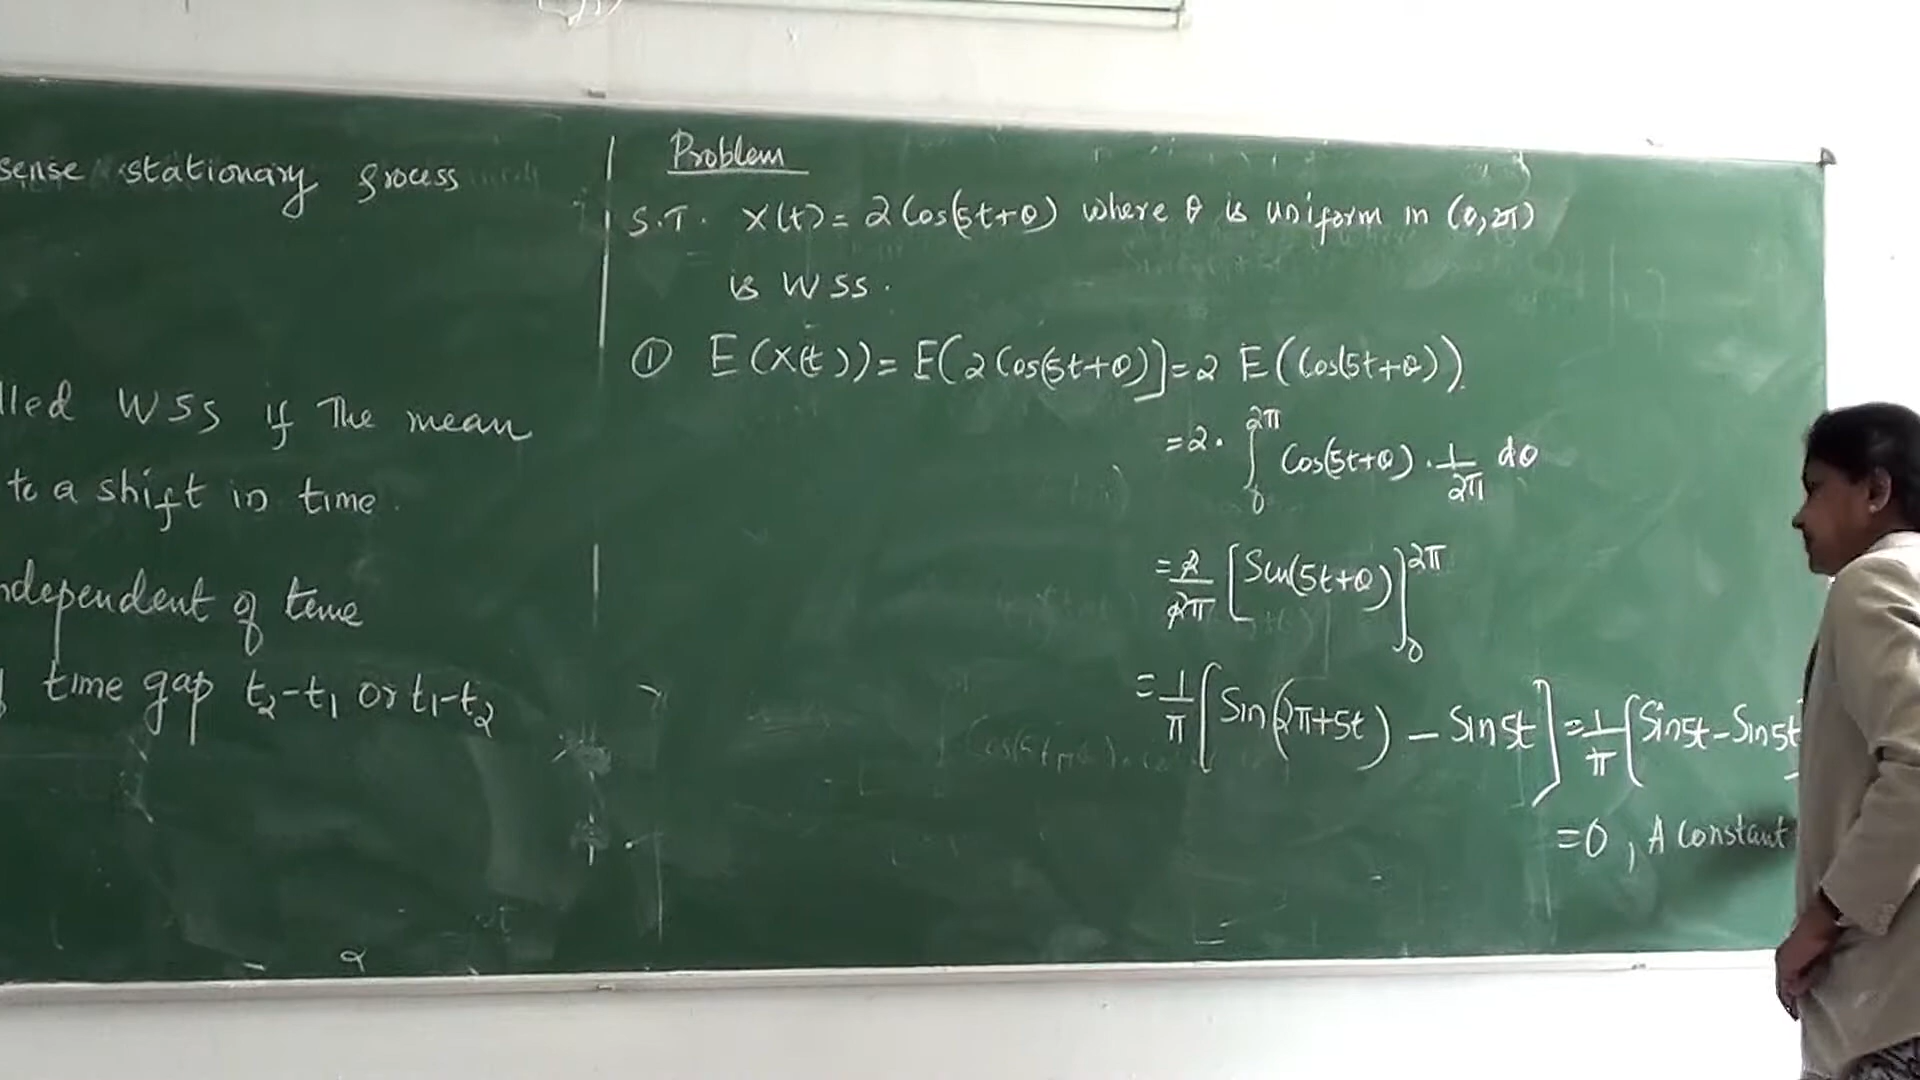 sense stationary process
lled WSS if The mean
to a shift in time.
ndependent of time
time gap t₂-t₁ or t₁-t₂
Problem
S.T. X(t) = 2 Cos(5t+θ) where θ is uniform in (0, 2π)
is WSS.
① E(X(t)) = E(2 Cos(5t+θ)] = 2 E(Cos(5t+θ)).
= 2 · ∫₀^2π Cos(5t+θ) · 1/2π dθ
= 2/2π [Sin(5t+θ)]₀^2π
= 1/π [Sin(2π+5t) - Sin5t] = 1/π [Sin5t - Sin5t]
= 0, A Constant